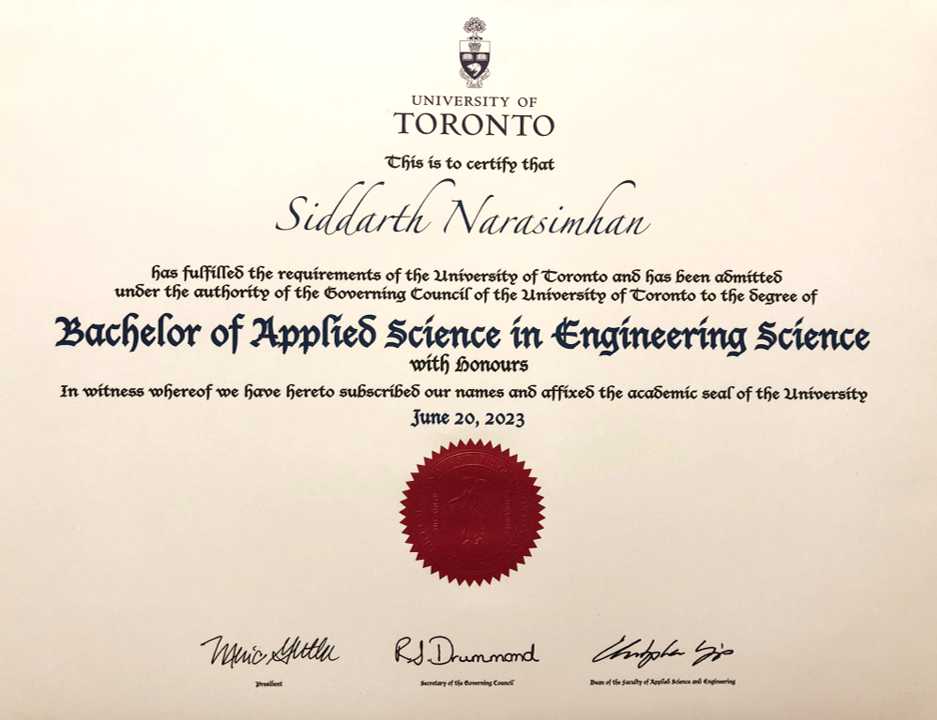 UNIVERSITY OF
TORONTO
This is to certify that
Siddarth Narasimhan
has fulfilled the requirements of the University of Toronto and has been admitted
under the authority of the Governing Council of the University of Toronto to the degree of
Bachelor of Applied Science in Engineering Science
with Honours
In witness whereof we have hereto subscribed our names and affixed the academic seal of the University
June 20, 2023
R.S. Drummond
President
Secretary of the Governing Council
Dean of the Faculty of Applied Science and Engineering